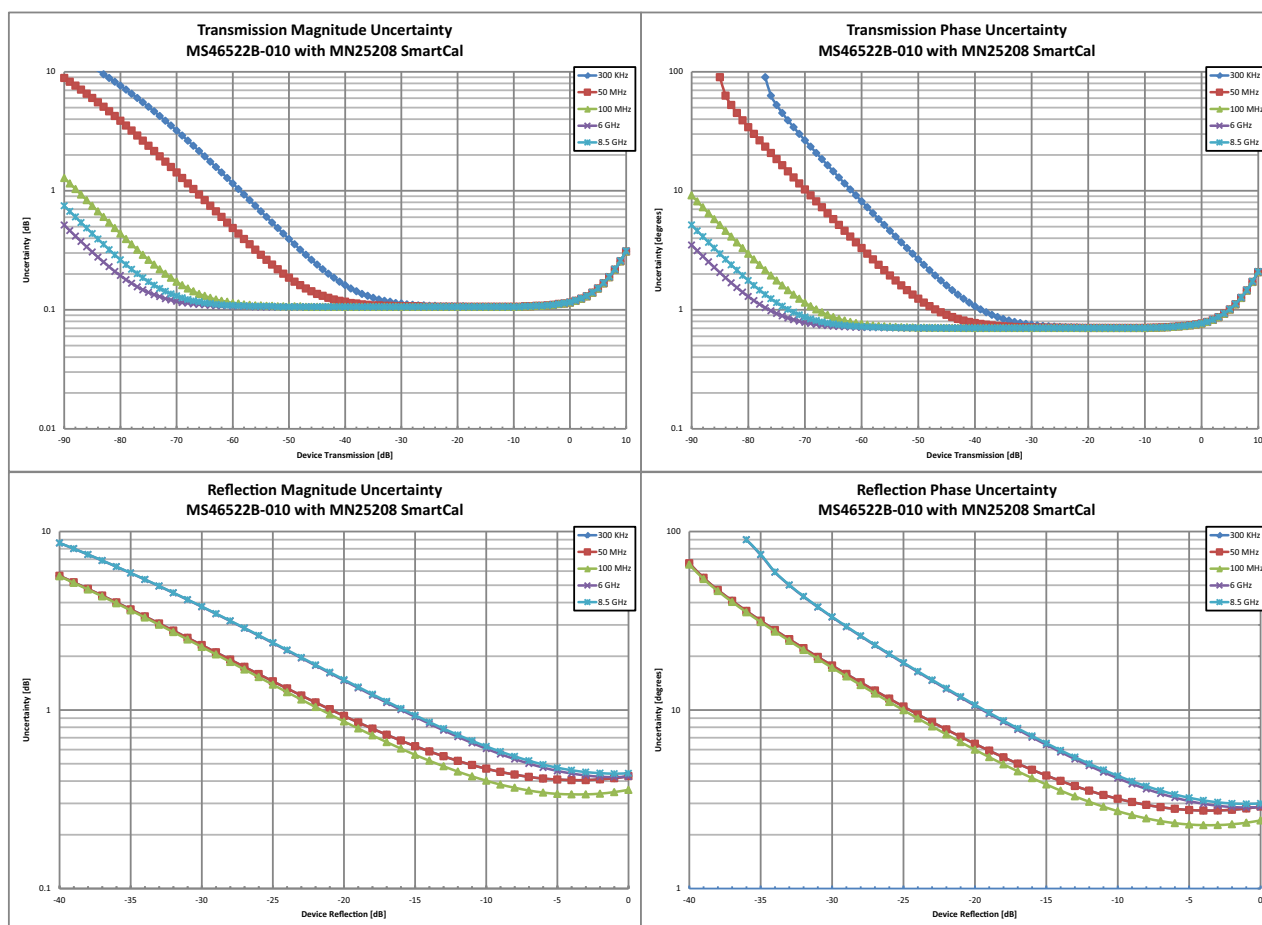 Transmission Magnitude Uncertainty
MS46522B-010 with MN25208 SmartCal
10
1
0.1
0.01
Uncertainty [dB]
-90
-80
-70
-60
-50
-40
-30
-20
-10
0
10
Device Transmission [dB]
300 KHz
50 MHz
100 MHz
6 GHz
8.5 GHz
Transmission Phase Uncertainty
MS46522B-010 with MN25208 SmartCal
100
10
1
0.1
Uncertainty [degrees]
-90
-80
-70
-60
-50
-40
-30
-20
-10
0
10
Device Transmission [dB]
300 KHz
50 MHz
100 MHz
6 GHz
8.5 GHz
Reflection Magnitude Uncertainty
MS46522B-010 with MN25208 SmartCal
10
1
0.1
Uncertainty [dB]
-40
-35
-30
-25
-20
-15
-10
-5
0
Device Reflection [dB]
300 KHz
50 MHz
100 MHz
6 GHz
8.5 GHz
Reflection Phase Uncertainty
MS46522B-010 with MN25208 SmartCal
100
10
1
Uncertainty [degrees]
-40
-35
-30
-25
-20
-15
-10
-5
0
Device Reflection [dB]
300 KHz
50 MHz
100 MHz
6 GHz
8.5 GHz